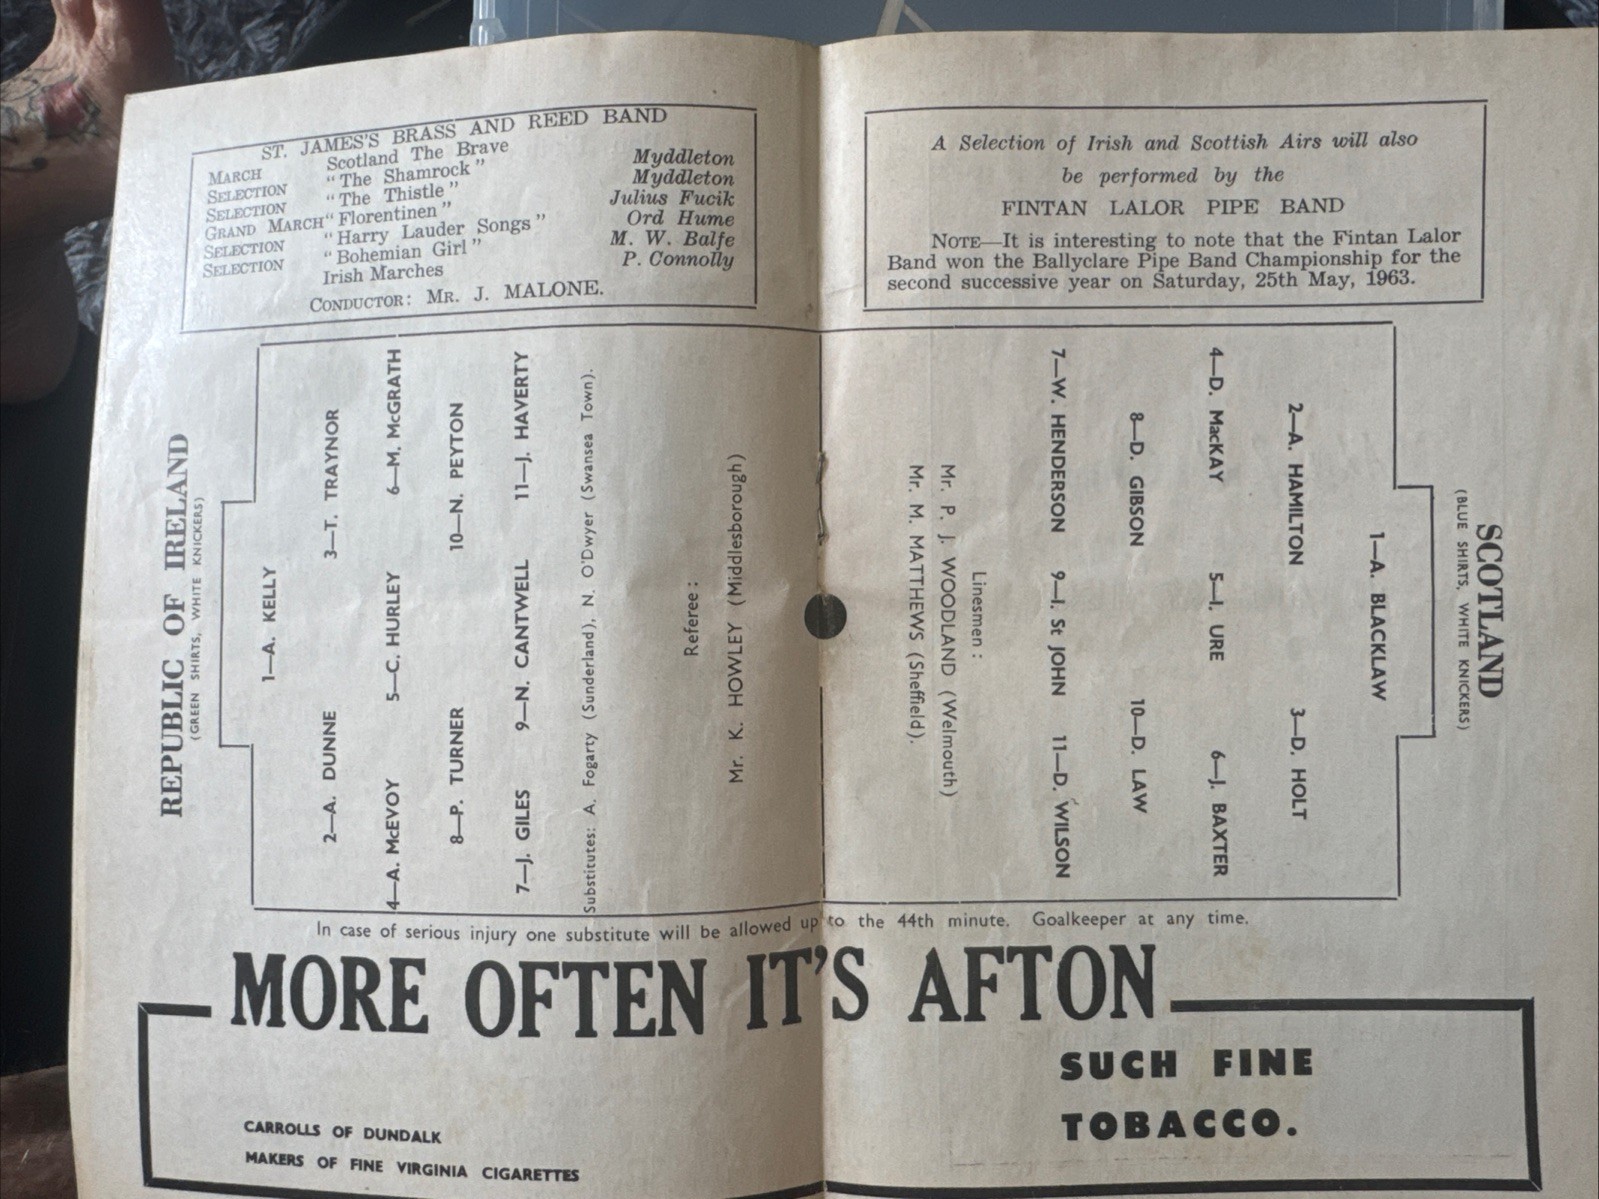 ST. JAMES'S BRASS AND REED BAND
MARCH Scotland The Brave
SELECTION "The Shamrock" Myddleton
SELECTION "The Thistle" Myddleton
GRAND MARCH "Florentinen" Julius Fucik
SELECTION "Harry Lauder Songs" Ord Hume
SELECTION "Bohemian Girl" M. W. Balfe
Irish Marches P. Connolly
CONDUCTOR: MR. J. MALONE.
A Selection of Irish and Scottish Airs will also
be performed by the
FINTAN LALOR PIPE BAND
NOTE—It is interesting to note that the Fintan Lalor
Band won the Ballyclare Pipe Band Championship for the
second successive year on Saturday, 25th May, 1963.
REPUBLIC OF IRELAND
(GREEN SHIRTS, WHITE KNICKERS)
1—A. KELLY
2—A. DUNNE 3—T. TRAYNOR
4—A. McEVOY 5—C. HURLEY 6—M. McGRATH
8—P. TURNER 10—N. PEYTON
7—J. GILES 9—N. CANTWELL 11—J. HAVERTY
Substitutes: A. Fogarty (Sunderland), N. O'Dwyer (Swansea Town).
Referee:
Mr. K. HOWLEY (Middlesborough)
SCOTLAND
(BLUE SHIRTS, WHITE KNICKERS)
1—A. BLACKLAW
2—A. HAMILTON 3—D. HOLT
4—D. MacKAY 5—I. URE 6—J. BAXTER
8—D. GIBSON 10—D. LAW
7—W. HENDERSON 9—I. St JOHN 11—D. WILSON
Linesmen:
Mr. P. J. WOODLAND (Welmouth)
Mr. M. MATTHEWS (Sheffield).
In case of serious injury one substitute will be allowed up to the 44th minute. Goalkeeper at any time.
MORE OFTEN IT'S AFTON
SUCH FINE
TOBACCO.
CARROLLS OF DUNDALK
MAKERS OF FINE VIRGINIA CIGARETTES